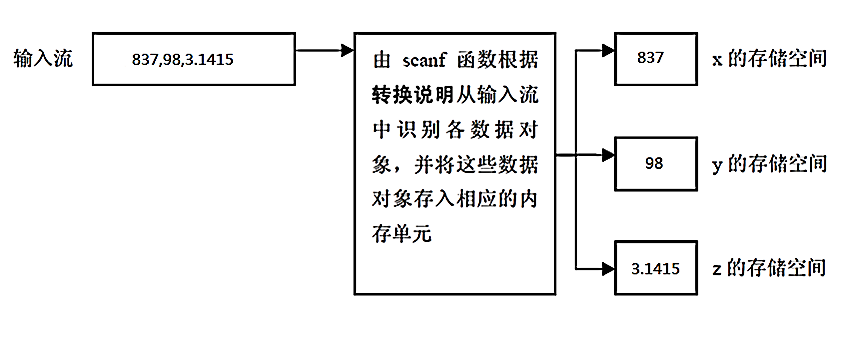 输入流
837,98,3.1415
由 scanf 函数根据
转换说明从输入流
中识别各数据对
象，并将这些数据
对象存入相应的内
存单元
837
x 的存储空间
98
y 的存储空间
3.1415
z 的存储空间